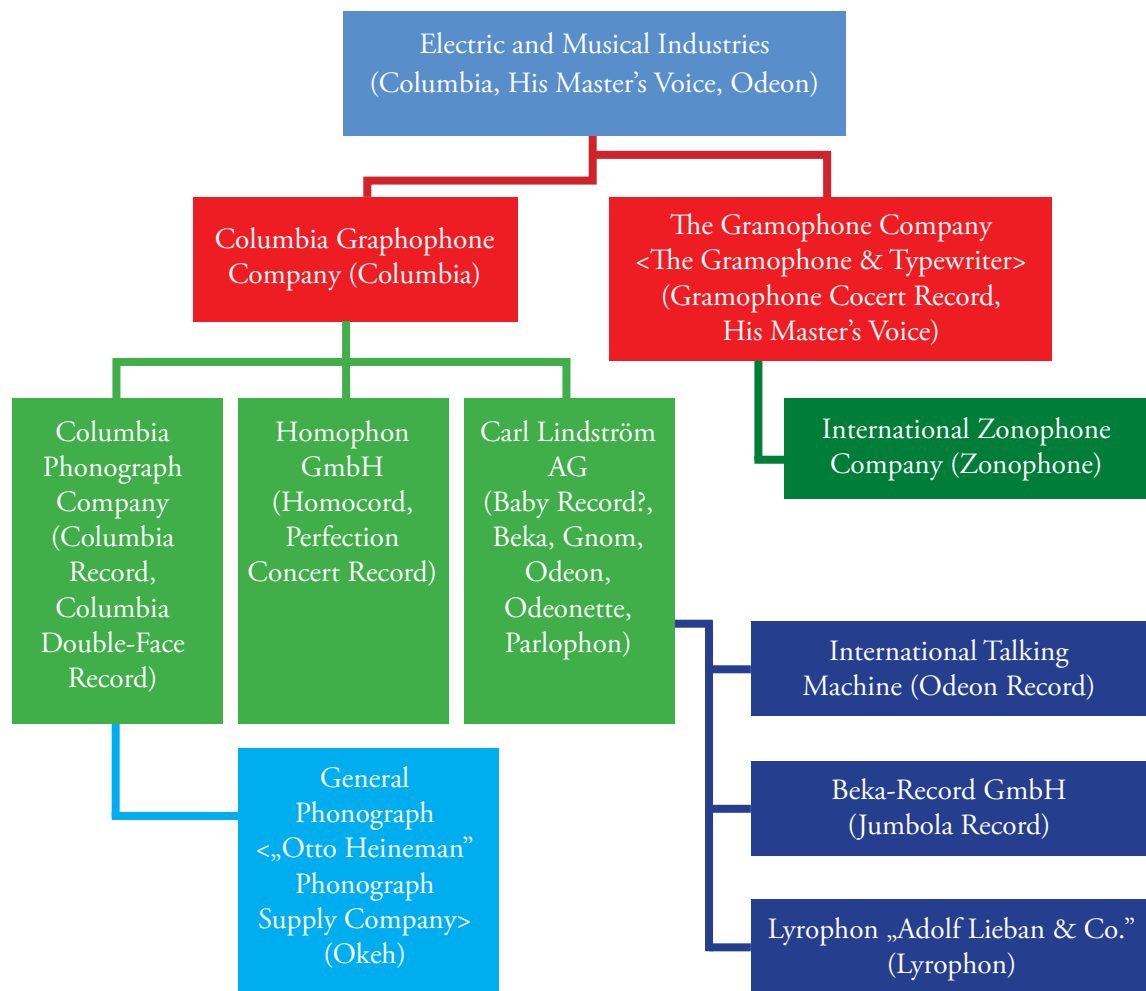 Electric and Musical Industries
(Columbia, His Master’s Voice, Odeon)
Columbia Graphophone
Company (Columbia)
The Gramophone Company
<The Gramophone & Typewriter>
(Gramophone Cocert Record,
His Master’s Voice)
Columbia
Phonograph
Company
(Columbia
Record,
Columbia
Double-Face
Record)
Homophon
GmbH
(Homocord,
Perfection
Concert Record)
Carl Lindström
AG
(Baby Record?,
Beka, Gnom,
Odeon,
Odeonette,
Parlophon)
International Zonophone
Company (Zonophone)
International Talking
Machine (Odeon Record)
Beka-Record GmbH
(Jumbola Record)
Lyrophon „Adolf Lieban & Co.”
(Lyrophon)
General
Phonograph
<„Otto Heineman”
Phonograph
Supply Company>
(Okeh)